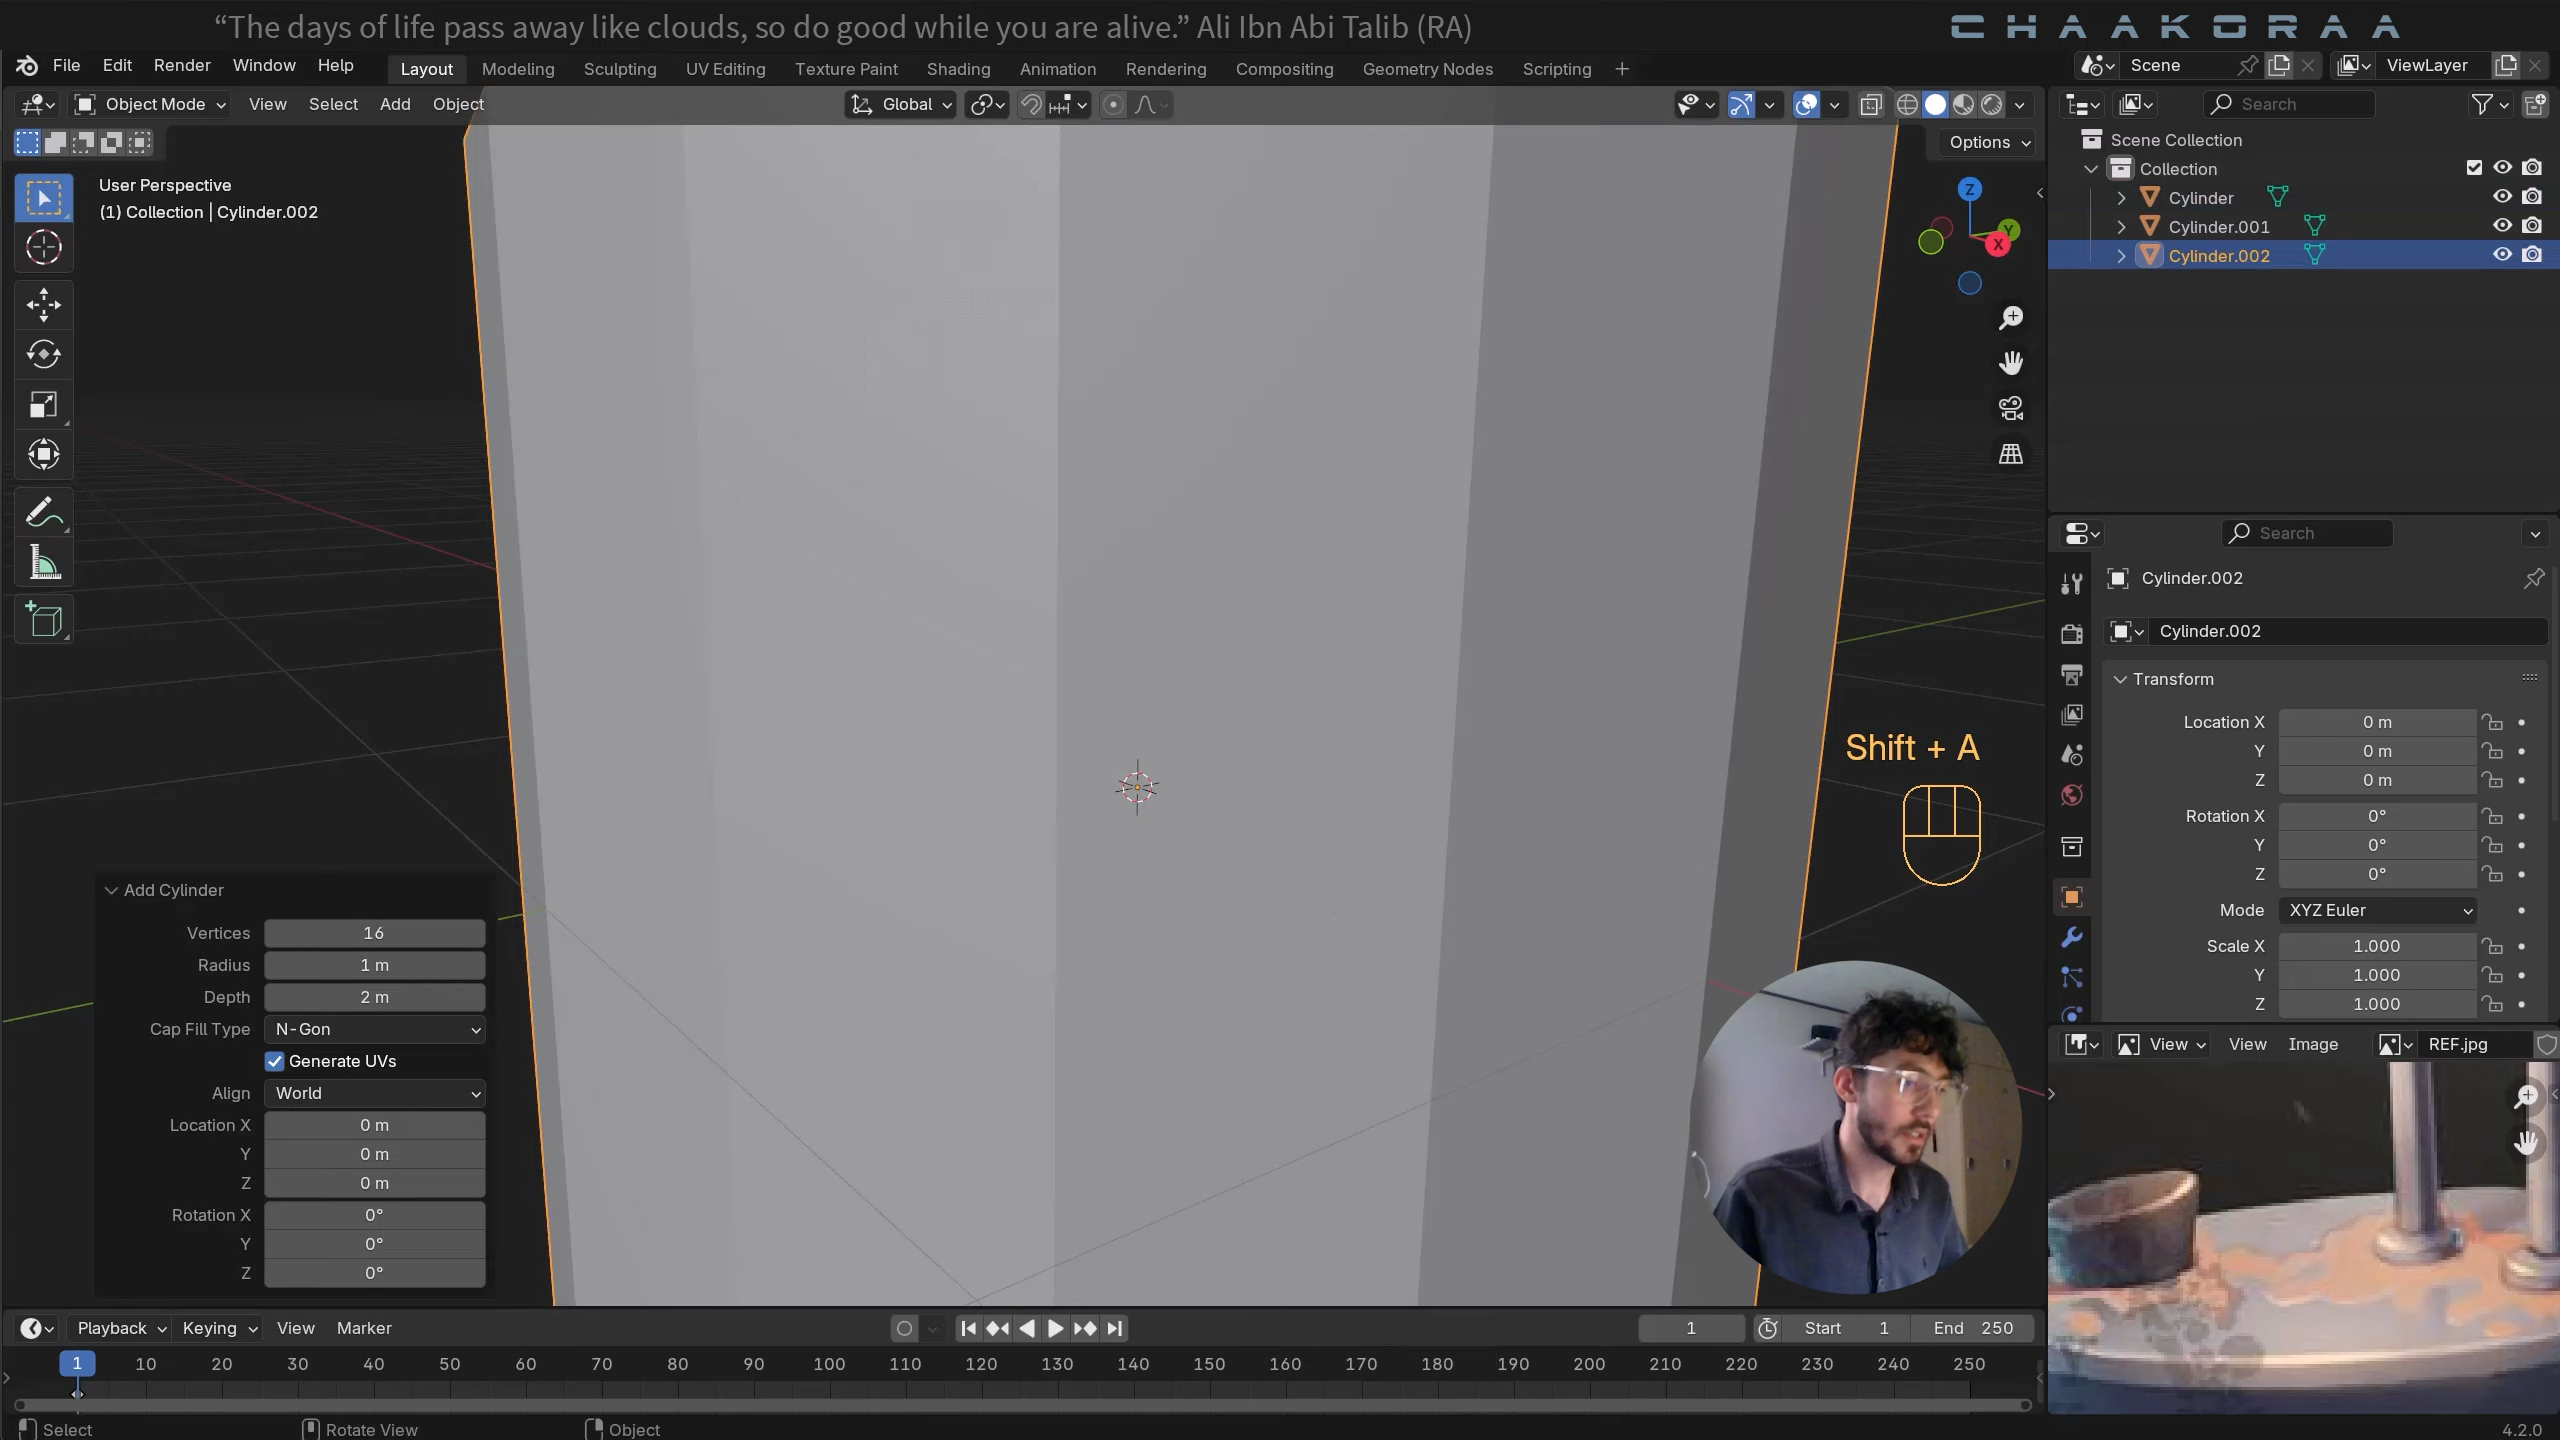 “The days of life pass away like clouds, so do good while you are alive.” Ali Ibn Abi Talib (RA)
CHAAKORAA
File Edit Render Window Help
Layout Modeling Sculpting UV Editing Texture Paint Shading Animation Rendering Compositing Geometry Nodes Scripting +
Scene
ViewLayer
Object Mode View Select Add Object
Global
Search
Options
User Perspective
(1) Collection | Cylinder.002
Z
Y
X
Scene Collection
Collection
Cylinder
Cylinder.001
Cylinder.002
Search
Cylinder.002
Cylinder.002
Transform
Location X 0 m
Y 0 m
Z 0 m
Rotation X 0°
Y 0°
Z 0°
Mode XYZ Euler
Scale X 1.000
Y 1.000
Z 1.000
Shift + A
Add Cylinder
Vertices 16
Radius 1 m
Depth 2 m
Cap Fill Type N-Gon
Generate UVs
Align World
Location X 0 m
Y 0 m
Z 0 m
Rotation X 0°
Y 0°
Z 0°
View View Image REF.jpg
Playback Keying View Marker
1 Start 1 End 250
1 10 20 30 40 50 60 70 80 90 100 110 120 130 140 150 160 170 180 190 200 210 220 230 240 250
Select Rotate View Object
4.2.0